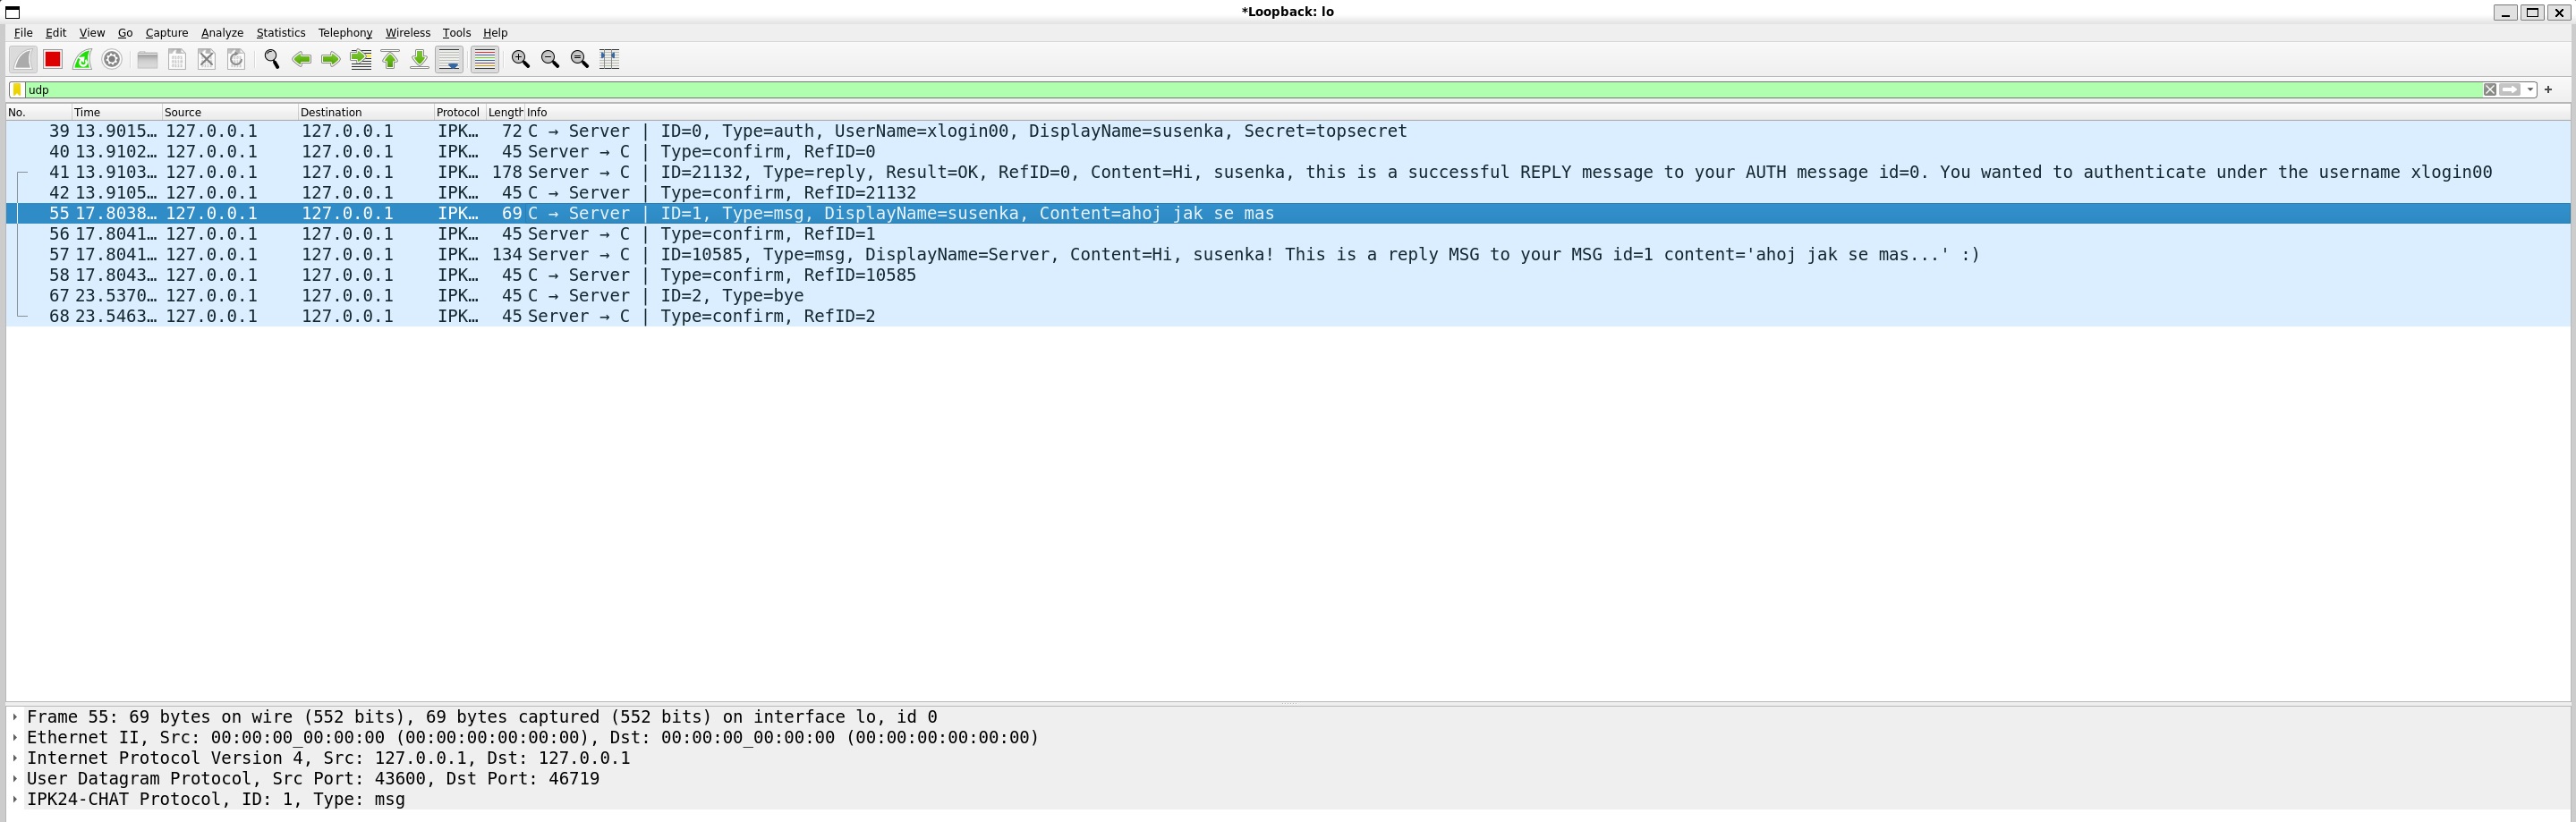 *Loopback: lo
File Edit View Go Capture Analyze Statistics Telephony Wireless Tools Help
udp
No. Time Source Destination Protocol Length Info
39 13.9015… 127.0.0.1 127.0.0.1 IPK… 72 C → Server | ID=0, Type=auth, UserName=xlogin00, DisplayName=susenka, Secret=topsecret
40 13.9102… 127.0.0.1 127.0.0.1 IPK… 45 Server → C | Type=confirm, RefID=0
41 13.9103… 127.0.0.1 127.0.0.1 IPK… 178 Server → C | ID=21132, Type=reply, Result=OK, RefID=0, Content=Hi, susenka, this is a successful REPLY message to your AUTH message id=0. You wanted to authenticate under the username xlogin00
42 13.9105… 127.0.0.1 127.0.0.1 IPK… 45 C → Server | Type=confirm, RefID=21132
55 17.8038… 127.0.0.1 127.0.0.1 IPK… 69 C → Server | ID=1, Type=msg, DisplayName=susenka, Content=ahoj jak se mas
56 17.8041… 127.0.0.1 127.0.0.1 IPK… 45 Server → C | Type=confirm, RefID=1
57 17.8041… 127.0.0.1 127.0.0.1 IPK… 134 Server → C | ID=10585, Type=msg, DisplayName=Server, Content=Hi, susenka! This is a reply MSG to your MSG id=1 content='ahoj jak se mas...' :)
58 17.8043… 127.0.0.1 127.0.0.1 IPK… 45 C → Server | Type=confirm, RefID=10585
67 23.5370… 127.0.0.1 127.0.0.1 IPK… 45 C → Server | ID=2, Type=bye
68 23.5463… 127.0.0.1 127.0.0.1 IPK… 45 Server → C | Type=confirm, RefID=2
Frame 55: 69 bytes on wire (552 bits), 69 bytes captured (552 bits) on interface lo, id 0
Ethernet II, Src: 00:00:00_00:00:00 (00:00:00:00:00:00), Dst: 00:00:00_00:00:00 (00:00:00:00:00:00)
Internet Protocol Version 4, Src: 127.0.0.1, Dst: 127.0.0.1
User Datagram Protocol, Src Port: 43600, Dst Port: 46719
IPK24-CHAT Protocol, ID: 1, Type: msg